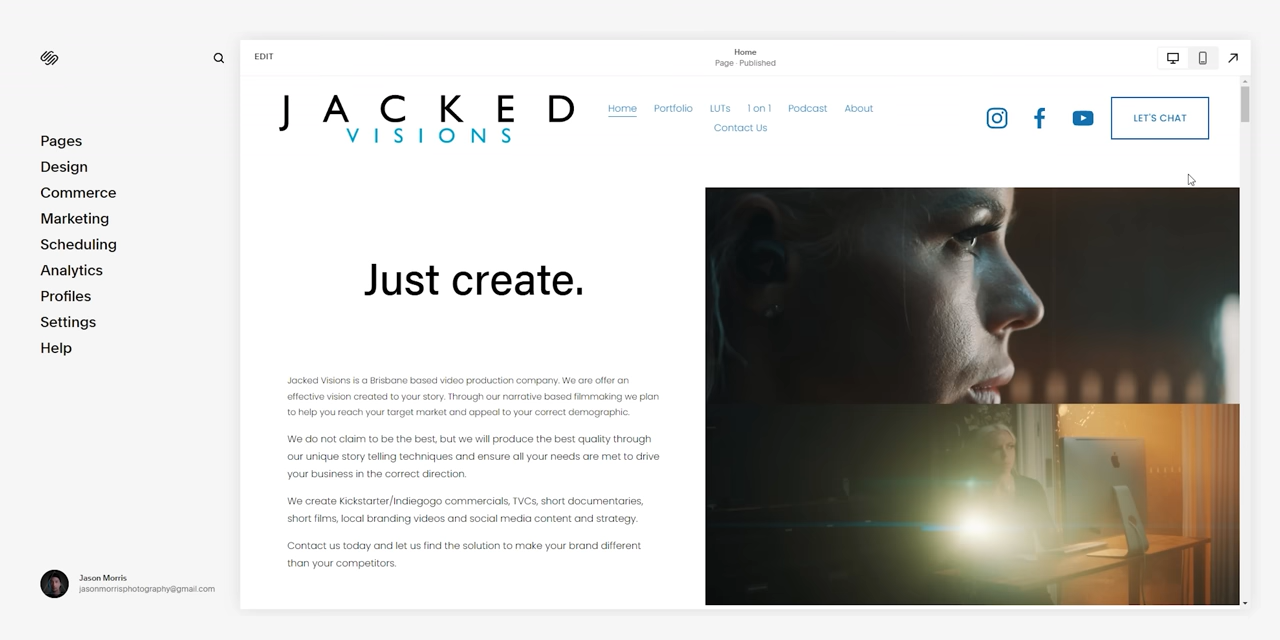 EDIT
Home
Page · Published
Pages
Design
Commerce
Marketing
Scheduling
Analytics
Profiles
Settings
Help
Jason Morris
jasonmorrisphotography@gmail.com
JACKED
VISIONS
Home Portfolio LUTs 1 on 1 Podcast About
Contact Us
LET'S CHAT
Just create.
Jacked Visions is a Brisbane based video production company. We are offer an
effective vision created to your story. Through our narrative based filmmaking we plan
to help you reach your target market and appeal to your correct demographic.
We do not claim to be the best, but we will produce the best quality through
our unique story telling techniques and ensure all your needs are met to drive
your business in the correct direction.
We create Kickstarter/Indiegogo commercials, TVCs, short documentaries,
short films, local branding videos and social media content and strategy.
Contact us today and let us find the solution to make your brand different
than your competitors.